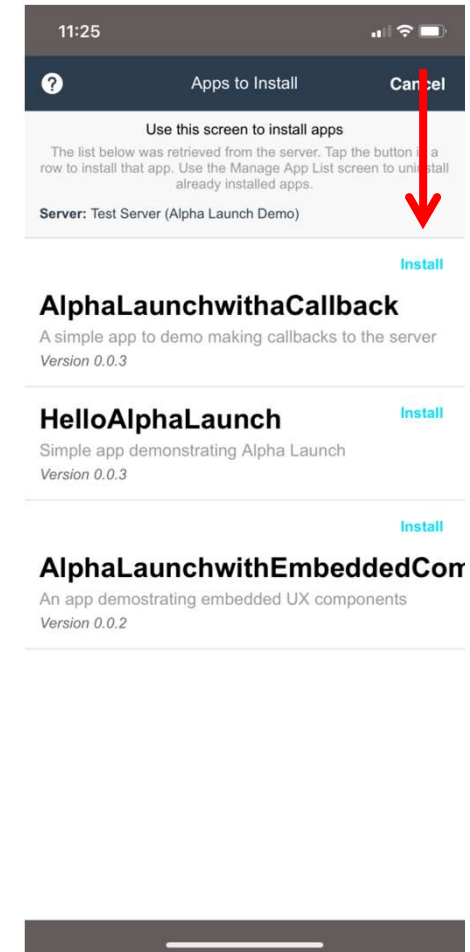 11:25
? Apps to Install Cancel
Use this screen to install apps
The list below was retrieved from the server. Tap the button in a
row to install that app. Use the Manage App List screen to uninstall
already installed apps.
Server: Test Server (Alpha Launch Demo)
Install
AlphaLaunchwithaCallback
A simple app to demo making callbacks to the server
Version 0.0.3
HelloAlphaLaunch Install
Simple app demonstrating Alpha Launch
Version 0.0.3
Install
AlphaLaunchwithEmbeddedCom
An app demostrating embedded UX components
Version 0.0.2